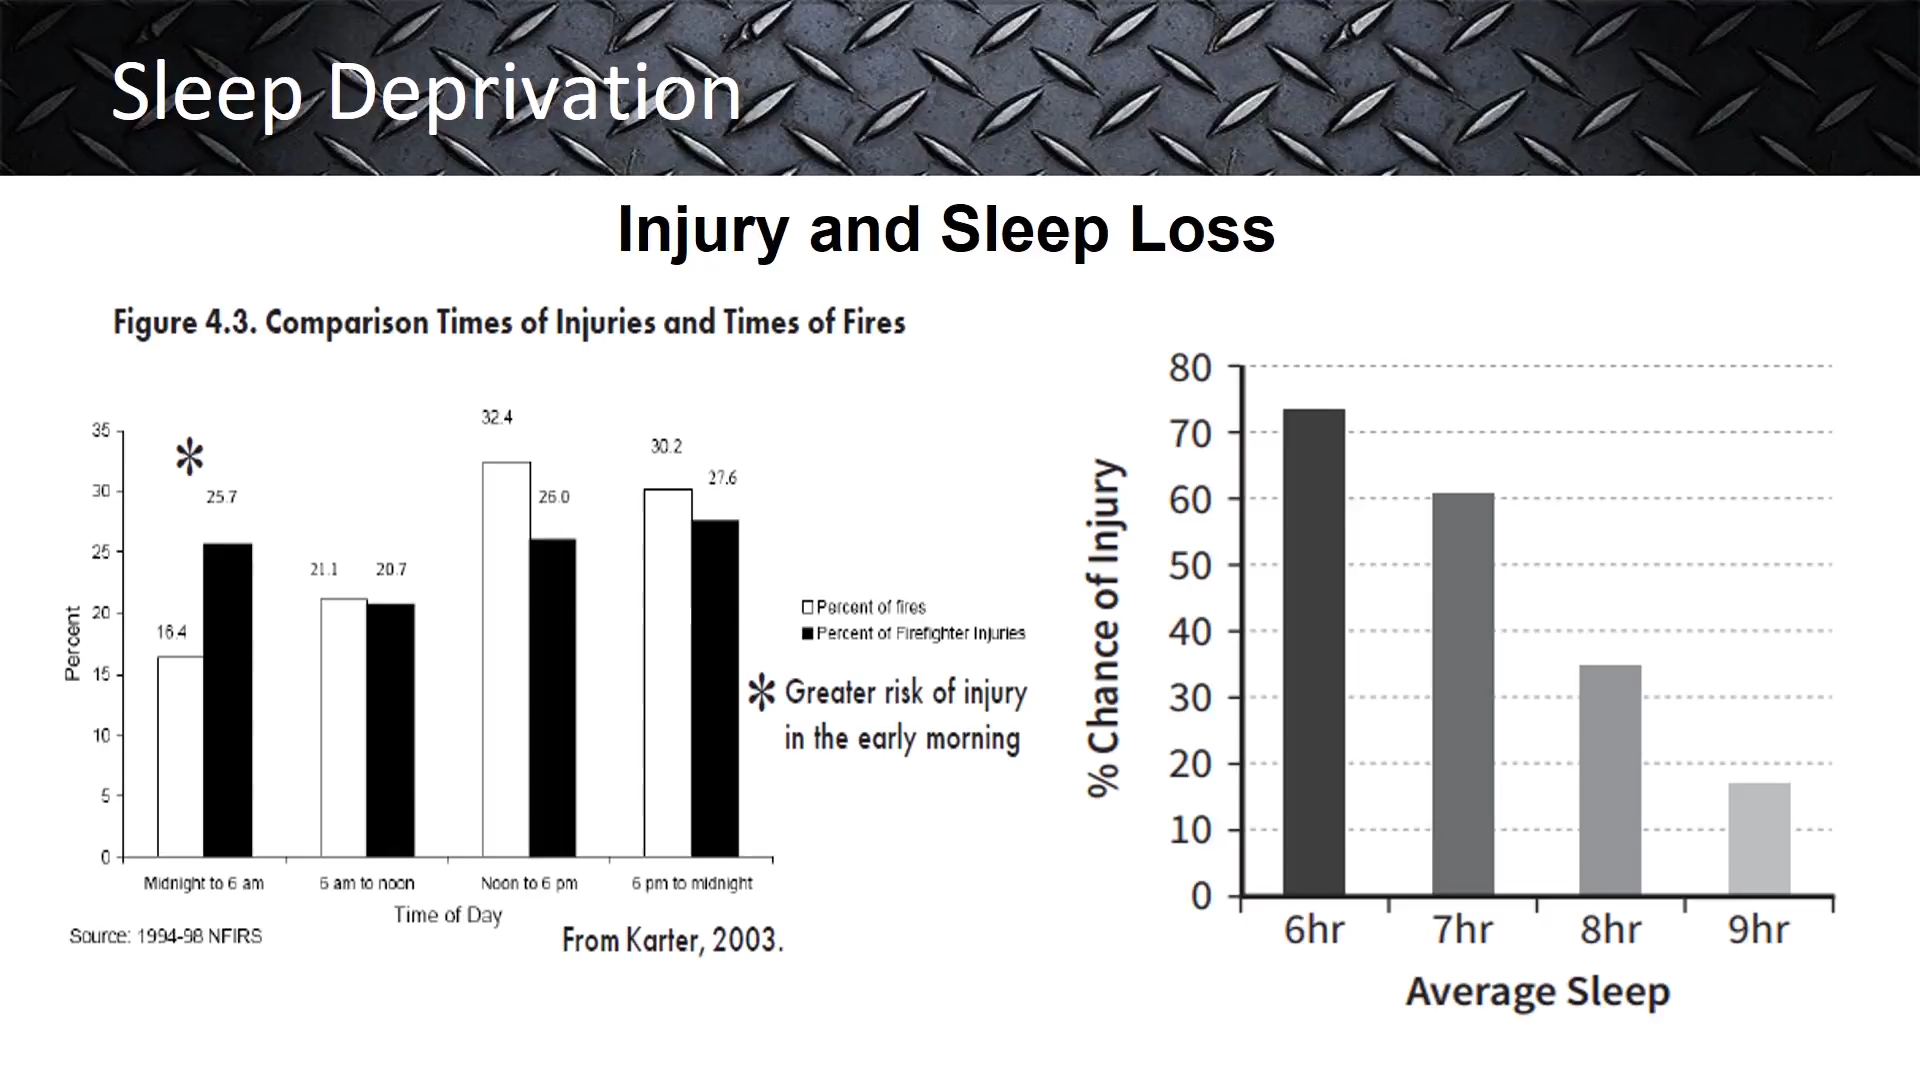 Sleep Deprivation
Injury and Sleep Loss
Figure 4.3. Comparison Times of Injuries and Times of Fires
35
30
25
20
15
10
5
0
Percent
*
16.4
25.7
21.1
20.7
32.4
26.0
30.2
27.6
Midnight to 6 am
6 am to noon
Noon to 6 pm
6 pm to midnight
Time of Day
Source: 1994-98 NFIRS
From Karter, 2003.
Percent of fires
Percent of Firefighter Injuries
* Greater risk of injury
in the early morning
% Chance of Injury
80
70
60
50
40
30
20
10
0
6hr
7hr
8hr
9hr
Average Sleep